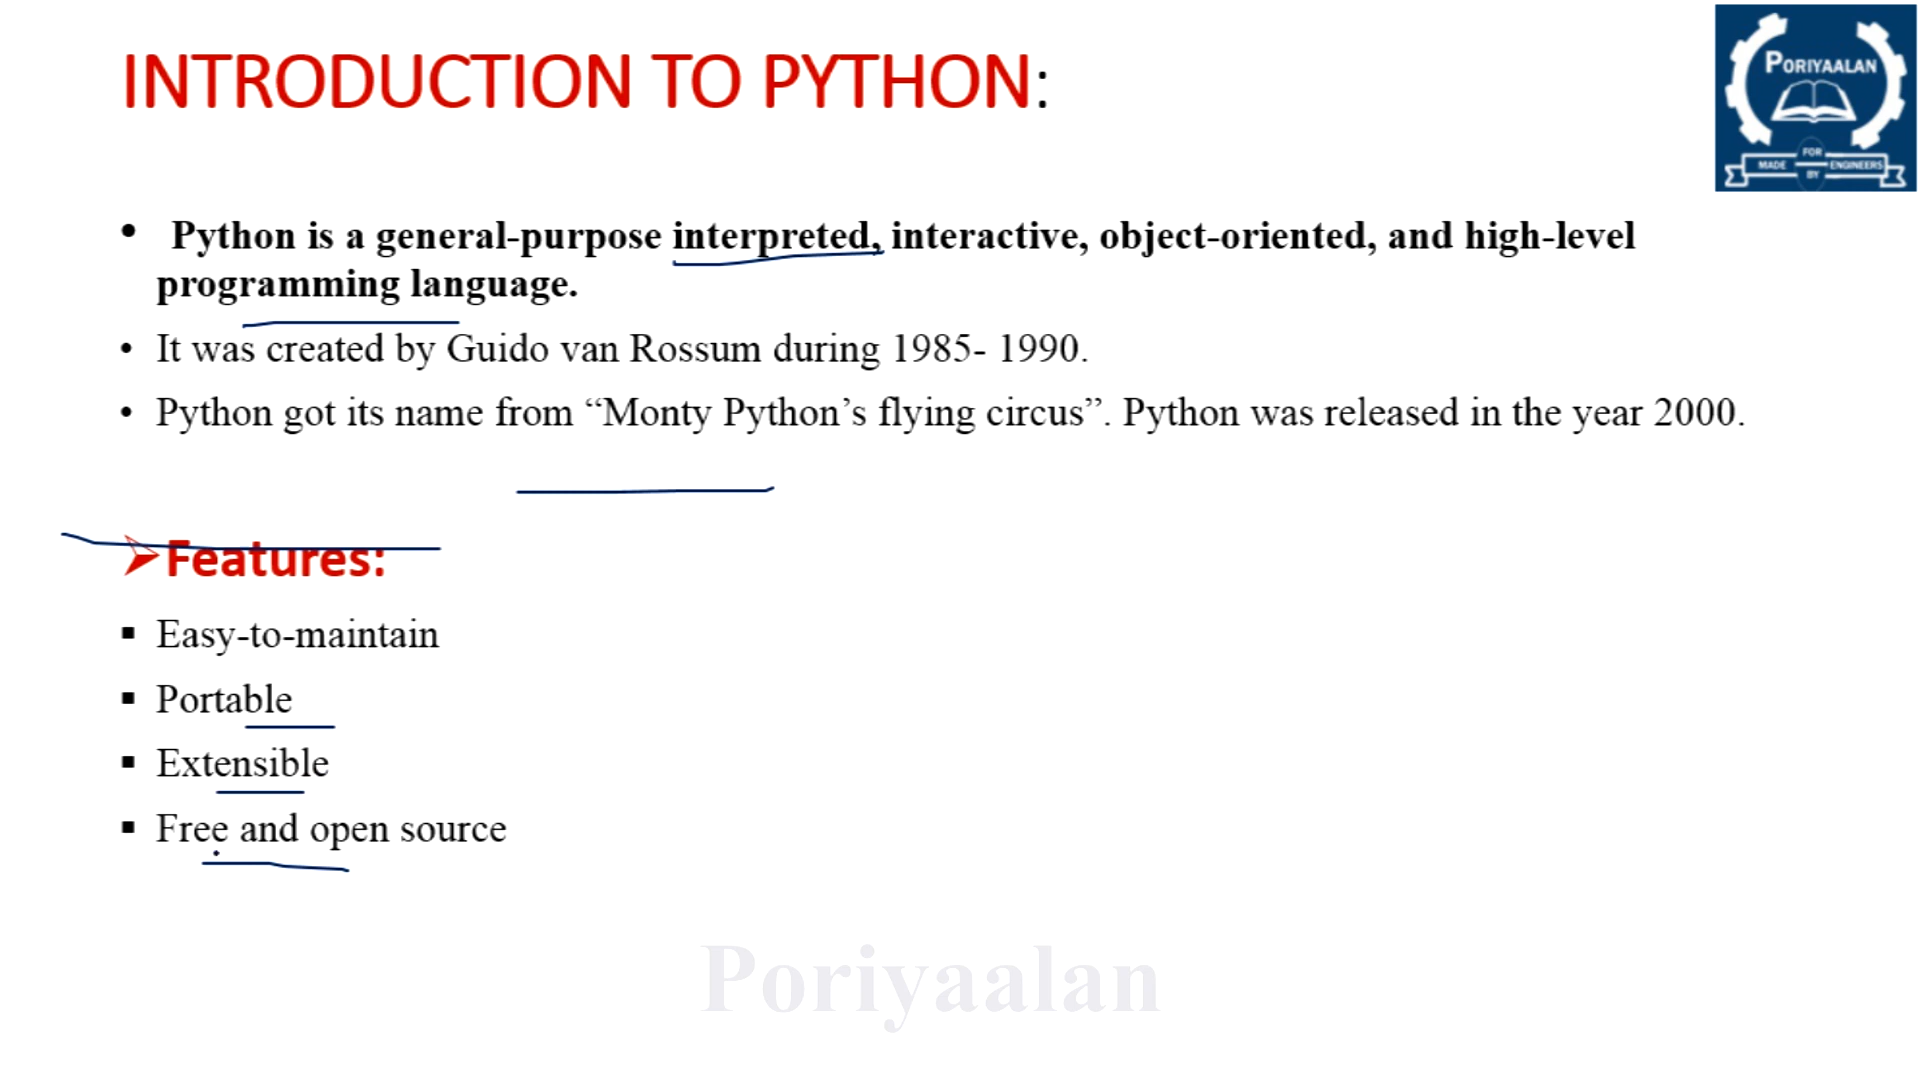 INTRODUCTION TO PYTHON:
PORIYAALAN
MADE FOR BY ENGINEERS
• Python is a general-purpose interpreted, interactive, object-oriented, and high-level
programming language.
• It was created by Guido van Rossum during 1985- 1990.
• Python got its name from “Monty Python’s flying circus”. Python was released in the year 2000.
➢Features:
▪ Easy-to-maintain
▪ Portable
▪ Extensible
▪ Free and open source
Poriyaalan